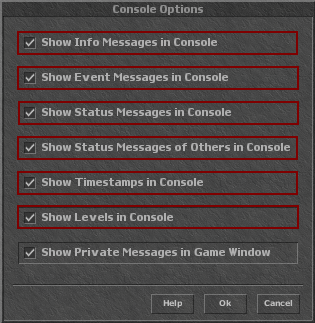 Console Options
Show Info Messages in Console
Show Event Messages in Console
Show Status Messages in Console
Show Status Messages of Others in Console
Show Timestamps in Console
Show Levels in Console
Show Private Messages in Game Window
Help Ok Cancel